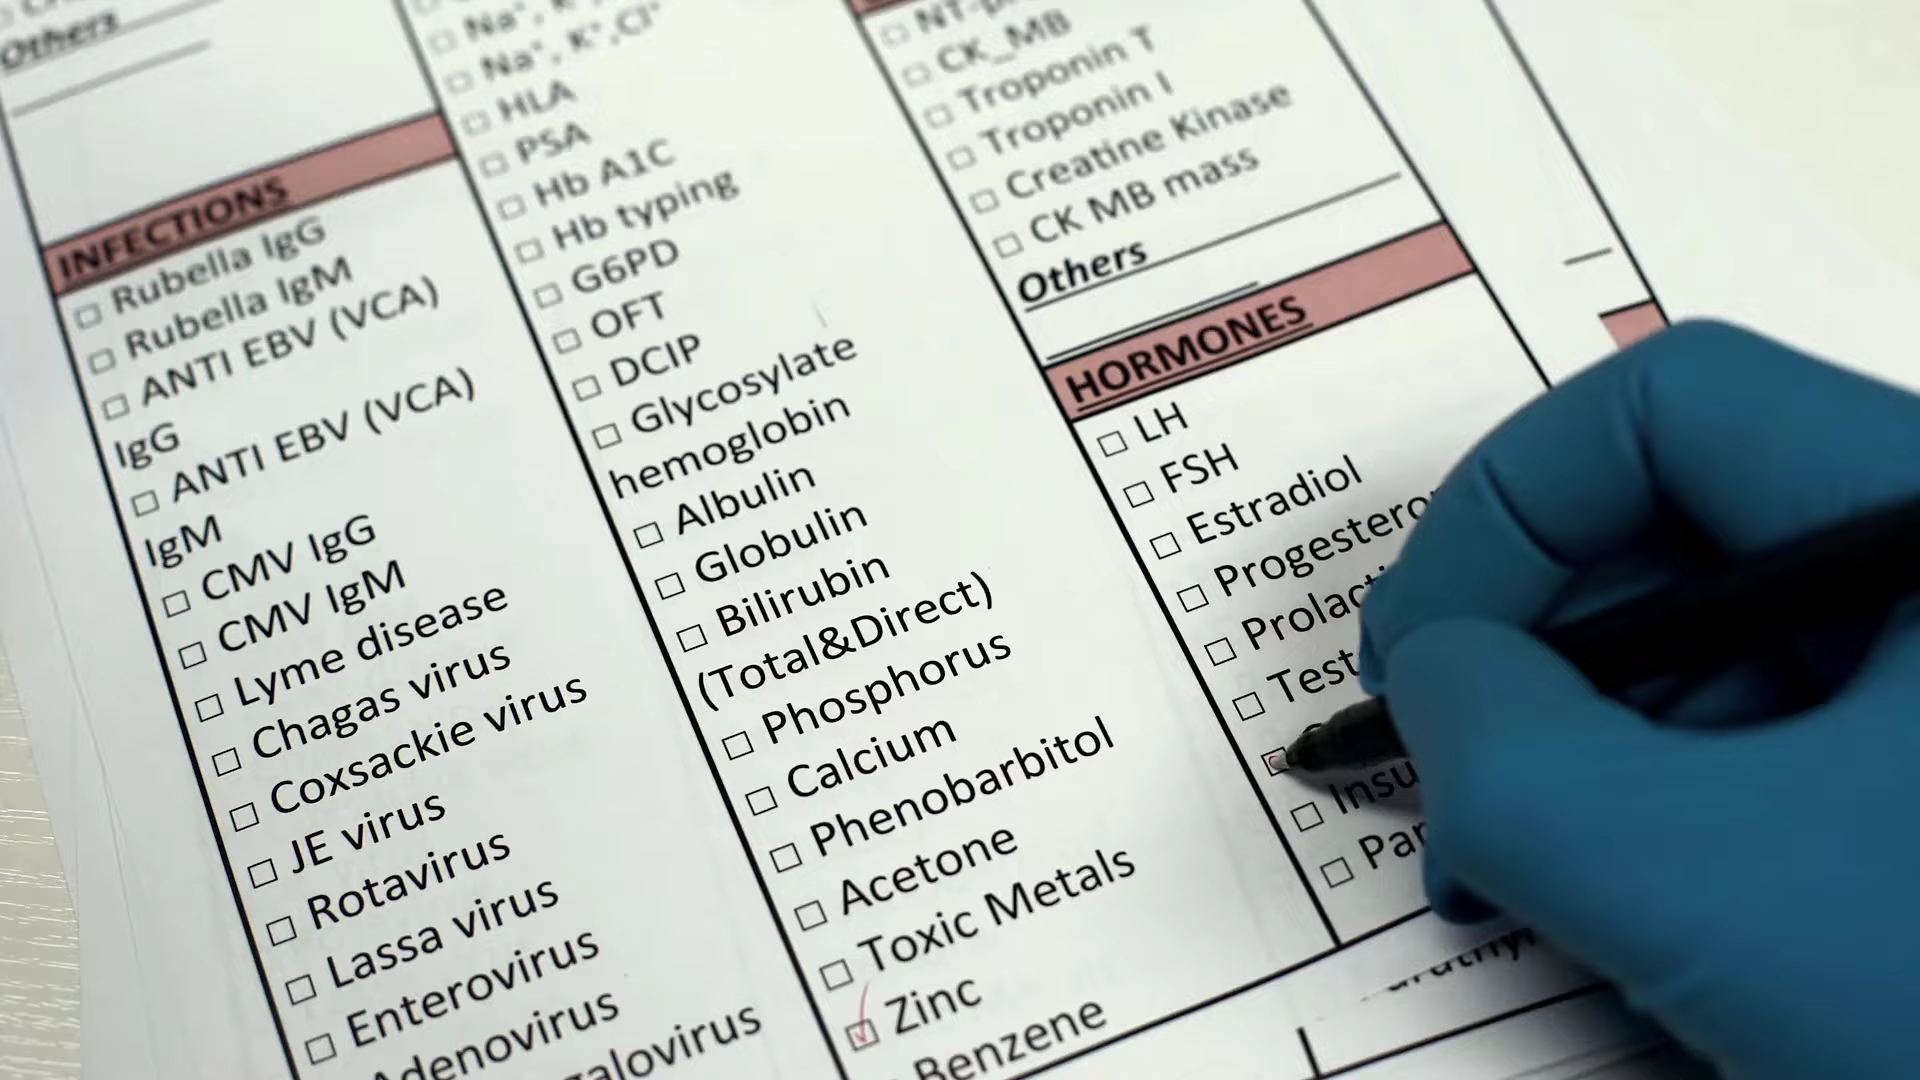 Others
INFECTIONS
Rubella IgG
Rubella IgM
ANTI EBV (VCA)
IgG
ANTI EBV (VCA)
IgM
CMV IgG
CMV IgM
Lyme disease
Chagas virus
Coxsackie virus
JE virus
Rotavirus
Lassa virus
Enterovirus
Adenovirus
Na⁺,
Na⁺, K⁺,Cl⁻
HLA
PSA
Hb A1C
Hb typing
G6PD
OFT
DCIP
Glycosylate
hemoglobin
Albulin
Globulin
Bilirubin
(Total&Direct)
Phosphorus
Calcium
Phenobarbitol
Acetone
Toxic Metals
Zinc
Benzene
CK_MB
Troponin T
Troponin I
Creatine Kinase
CK MB mass
Others
HORMONES
LH
FSH
Estradiol